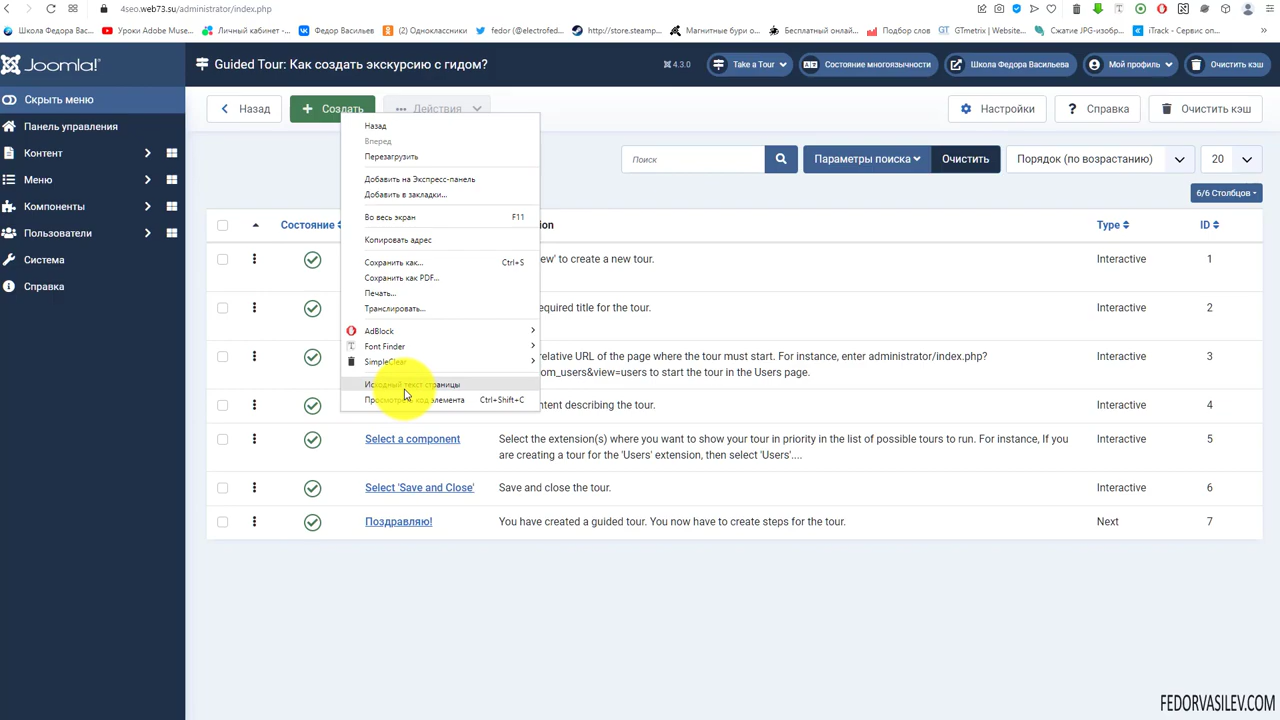 4seo.web73.su/administrator/index.php
Школа Федора Васильева
Уроки Adobe Muse...
Личный кабинет -...
Федор Васильев
(2) Одноклассники
fedor (@electrofed...
http://store.steamp...
Магнитные бури о...
Бесплатный онлай...
Подбор слов
GTmetrix | Website...
Сжатие JPG-изобр...
iTrack - Сервис оп...
Joomla!
Guided Tour: Как создать экскурсию с гидом?
4.3.0
Take a Tour
Состояние многоязычности
Школа Федора Васильева
Мой профиль
Очистить кэш
Скрыть меню
Панель управления
Контент
Меню
Компоненты
Пользователи
Система
Справка
Назад
Создать
Действия
Настройки
Справка
Очистить кэш
Поиск
Параметры поиска
Очистить
Порядок (по возрастанию)
20
6/6 Столбцов
Назад
Вперед
Перезагрузить
Добавить на Экспресс-панель
Добавить в закладки...
Во весь экран F11
Копировать адрес
Сохранить как... Ctrl+S
Сохранить как PDF...
Печать...
Транслировать...
AdBlock
Font Finder
SimpleClear
Исходный текст страницы
Просмотреть код элемента Ctrl+Shift+C
Состояние
ion
Type
ID
ew' to create a new tour.
Interactive
1
equired title for the tour.
Interactive
2
relative URL of the page where the tour must start. For instance, enter administrator/index.php?
om_users&view=users to start the tour in the Users page.
Interactive
3
ntent describing the tour.
Interactive
4
Select a component
Select the extension(s) where you want to show your tour in priority in the list of possible tours to run. For instance, If you
are creating a tour for the 'Users' extension, then select 'Users'....
Interactive
5
Select 'Save and Close'
Save and close the tour.
Interactive
6
Поздравляю!
You have created a guided tour. You now have to create steps for the tour.
Next
7
FEDORVASILEV.COM